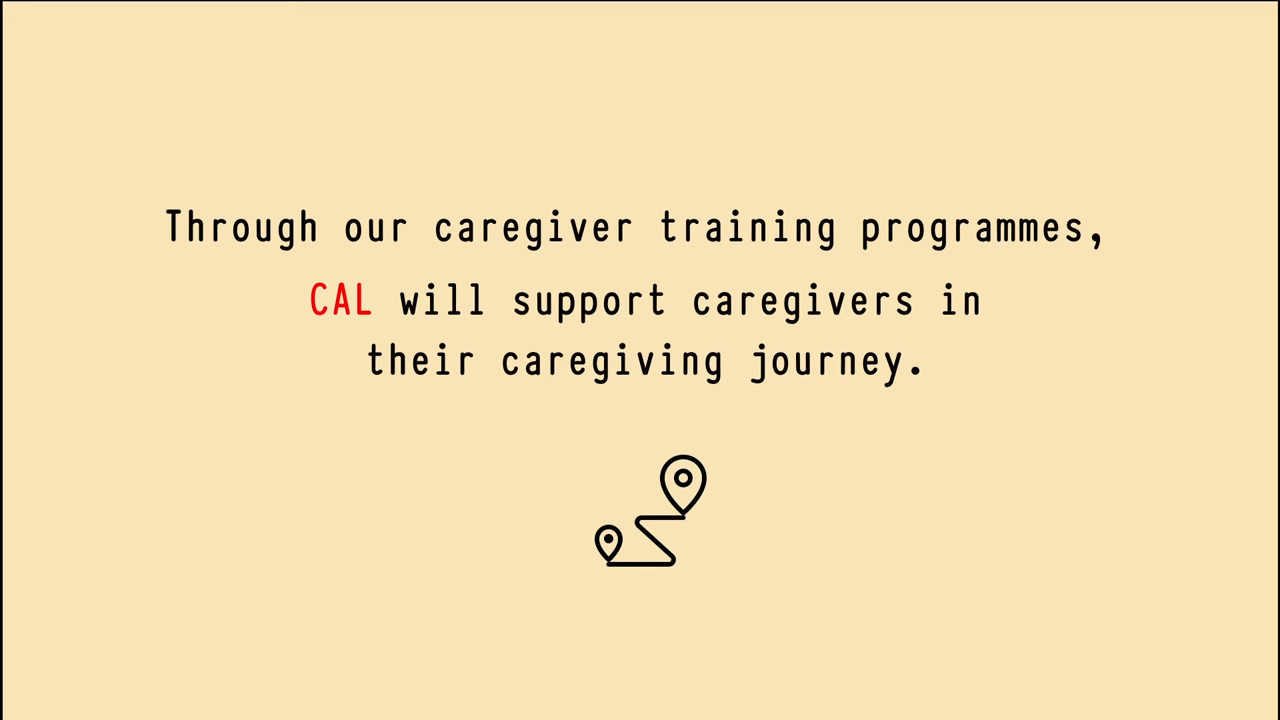 Through our caregiver training programmes,
CAL will support caregivers in
their caregiving journey.